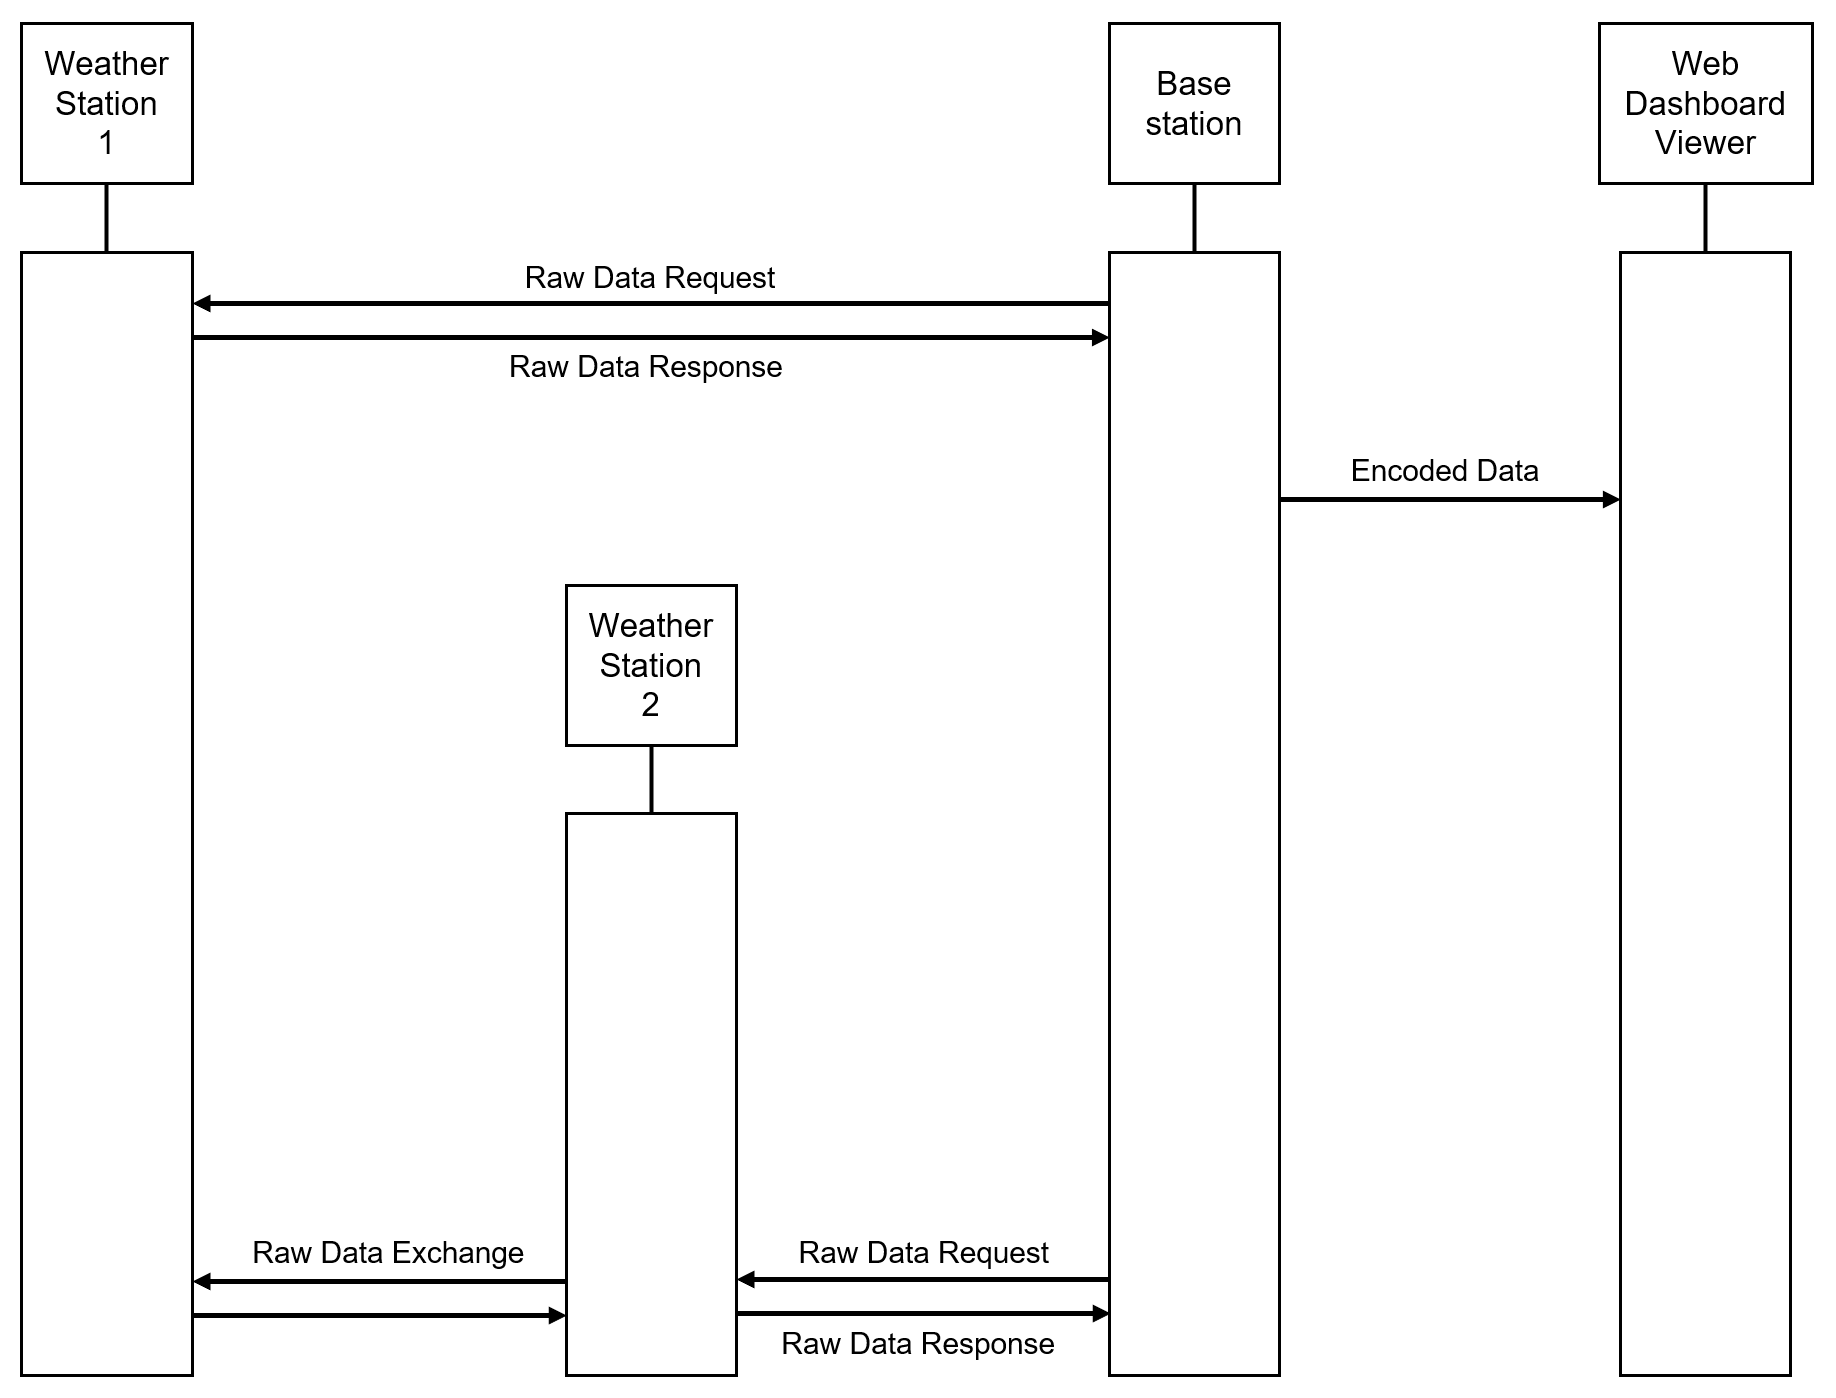 Weather
Station
1
Base
station
Web
Dashboard
Viewer
Raw Data Request
Raw Data Response
Encoded Data
Weather
Station
2
Raw Data Exchange
Raw Data Request
Raw Data Response